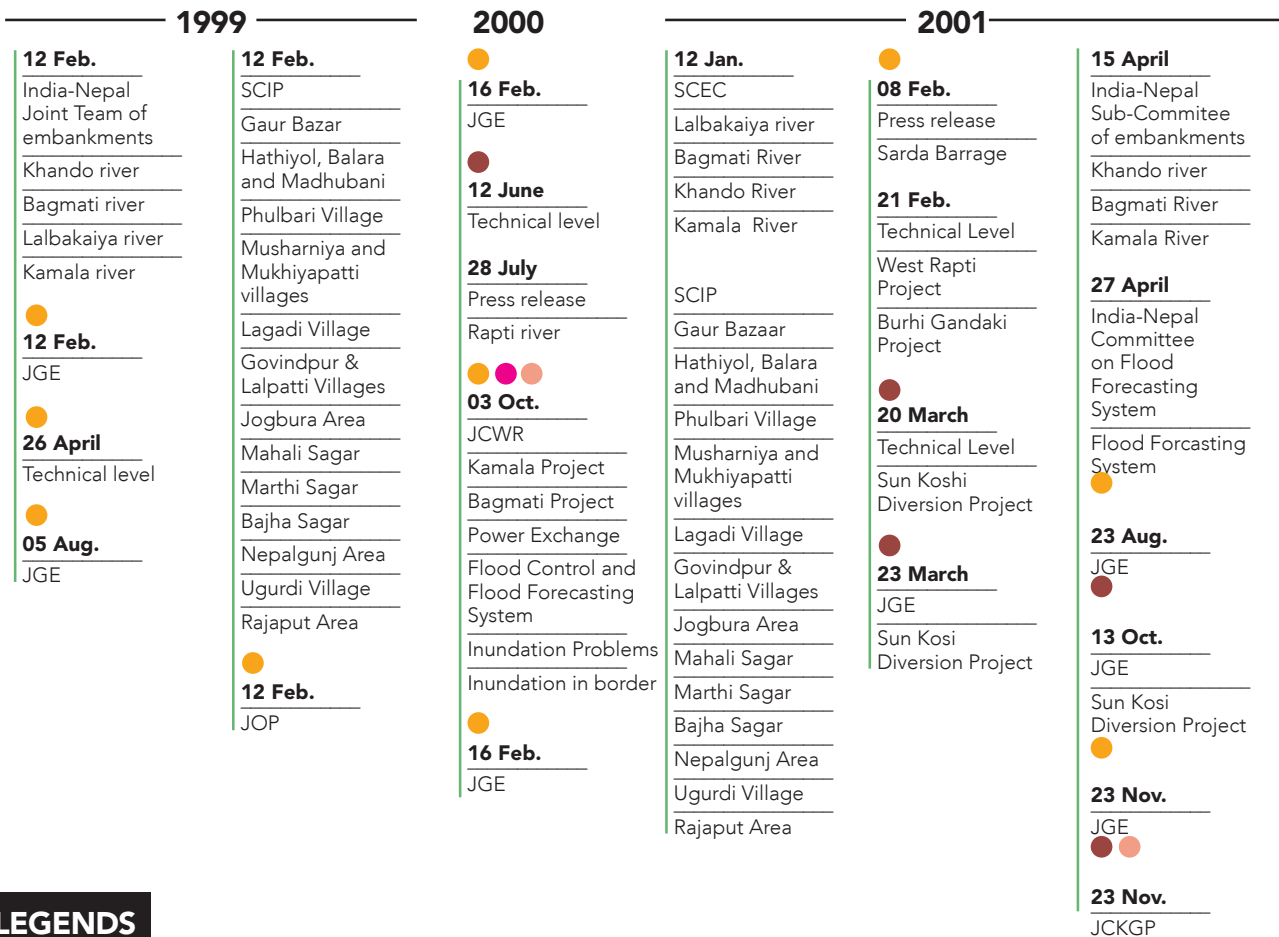 1999
12 Feb.
India-Nepal
Joint Team of
embankments
Khando river
Bagmati river
Lalbakaiya river
Kamala river
12 Feb.
JGE
26 April
Technical level
05 Aug.
JGE
12 Feb.
SCIP
Gaur Bazar
Hathiyol, Balara
and Madhubani
Phulbari Village
Musharniya and
Mukhiyapatti
villages
Lagadi Village
Govindpur &
Lalpatti Villages
Jogbura Area
Mahali Sagar
Marthi Sagar
Bajha Sagar
Nepalgunj Area
Ugurdi Village
Rajaput Area
12 Feb.
JOP
2000
16 Feb.
JGE
12 June
Technical level
28 July
Press release
Rapti river
03 Oct.
JCWR
Kamala Project
Bagmati Project
Power Exchange
Flood Control and
Flood Forecasting
System
Inundation Problems
Inundation in border
16 Feb.
JGE
2001
12 Jan.
SCEC
Lalbakaiya river
Bagmati River
Khando River
Kamala River
SCIP
Gaur Bazaar
Hathiyol, Balara
and Madhubani
Phulbari Village
Musharniya and
Mukhiyapatti
villages
Lagadi Village
Govindpur &
Lalpatti Villages
Jogbura Area
Mahali Sagar
Marthi Sagar
Bajha Sagar
Nepalgunj Area
Ugurdi Village
Rajaput Area
08 Feb.
Press release
Sarda Barrage
21 Feb.
Technical Level
West Rapti
Project
Burhi Gandaki
Project
20 March
Technical Level
Sun Koshi
Diversion Project
23 March
JGE
Sun Kosi
Diversion Project
15 April
India-Nepal
Sub-Commitee
of embankments
Khando river
Bagmati River
Kamala River
27 April
India-Nepal
Committee
on Flood
Forecasting
System
Flood Forcasting
System
23 Aug.
JGE
13 Oct.
JGE
Sun Kosi
Diversion Project
23 Nov.
JGE
23 Nov.
JCKGP
LEGENDS